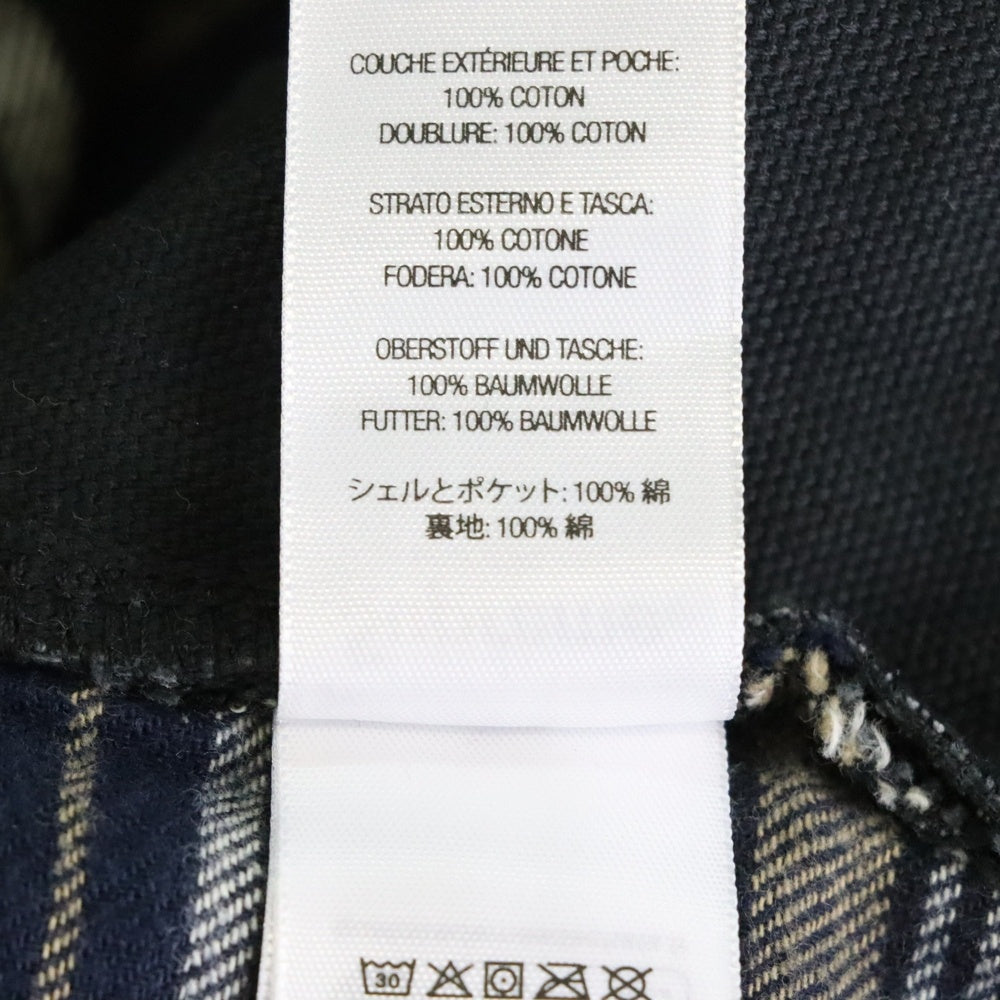 COUCHE EXTÉRIEURE ET POCHE:
100% COTON
DOUBLURE: 100% COTON
STRATO ESTERNO E TASCA:
100% COTONE
FODERA: 100% COTONE
OBERSTOFF UND TASCHE:
100% BAUMWOLLE
FUTTER: 100% BAUMWOLLE
シェルとポケット: 100% 綿
裏地: 100% 綿
30